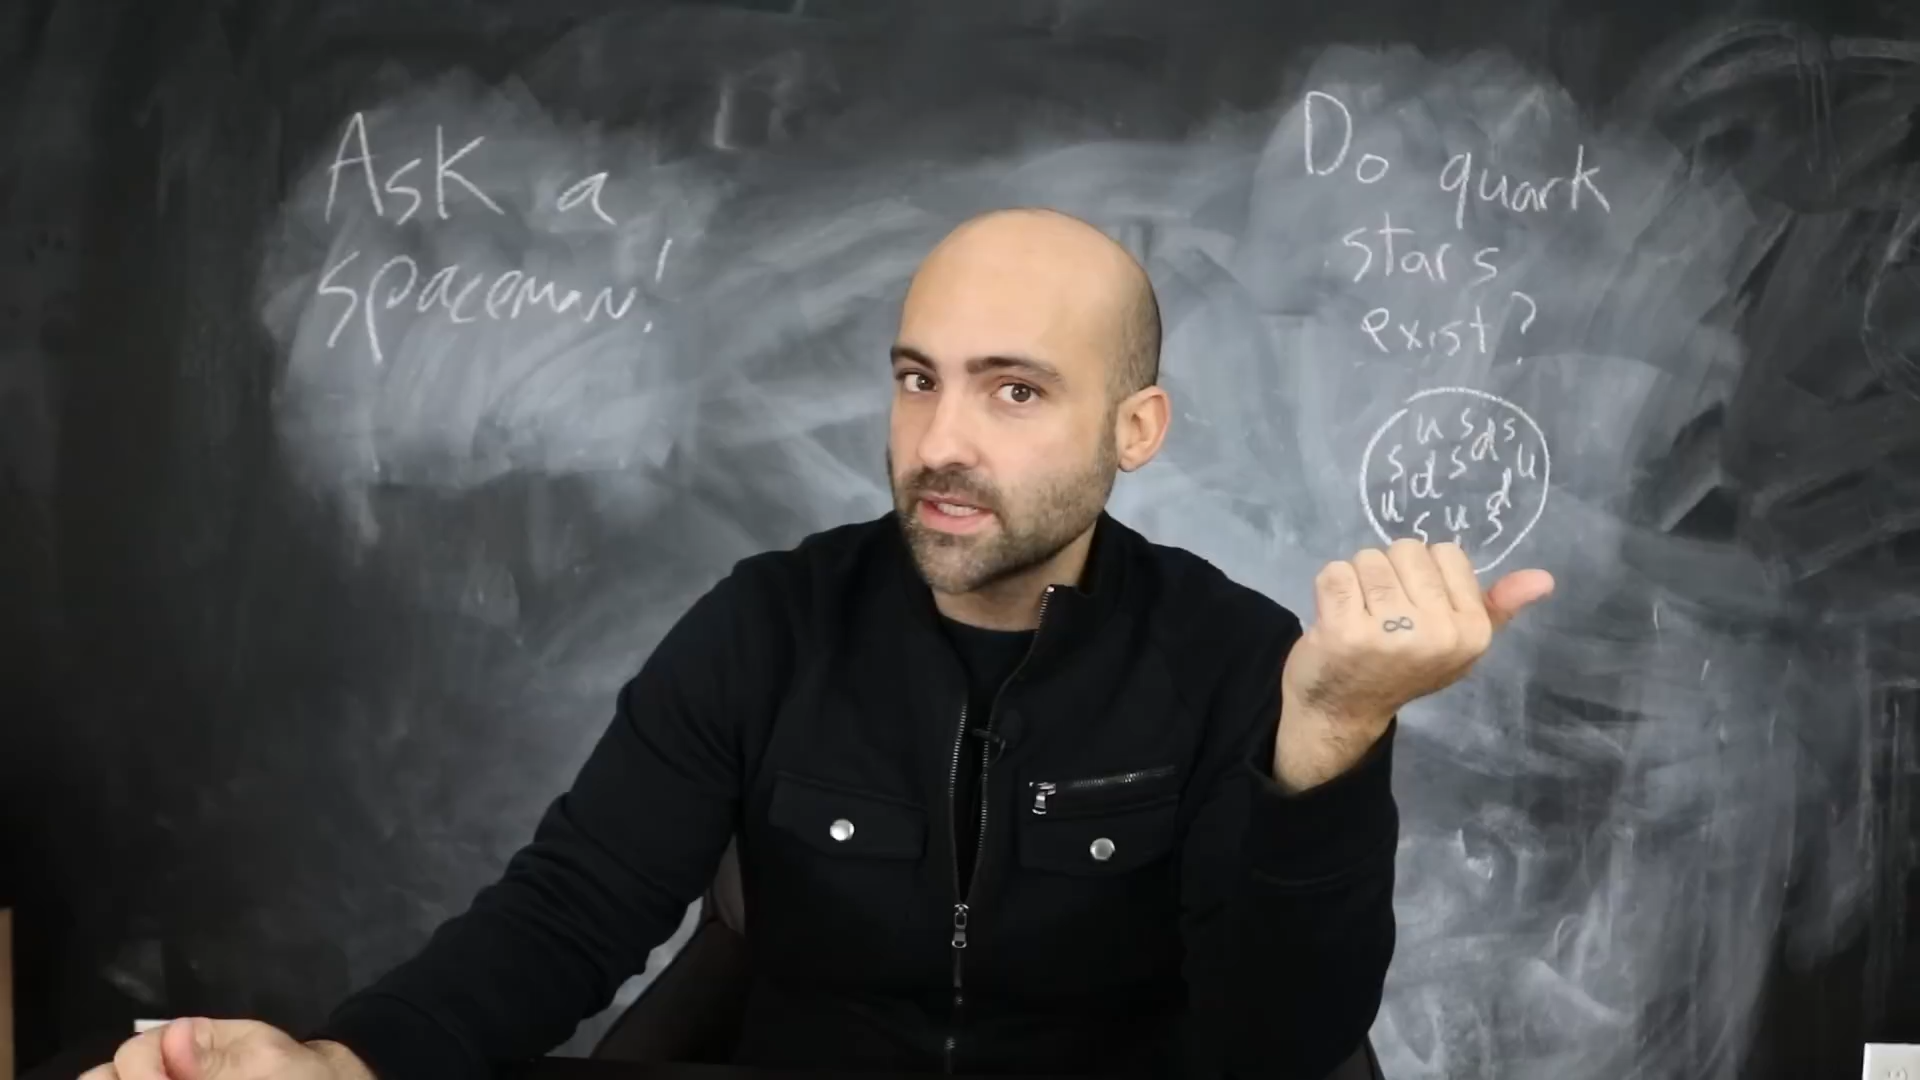 Ask a
spaceman!
Do quark
stars
exist?
u s d s
s d s u
u d
s u s
∞